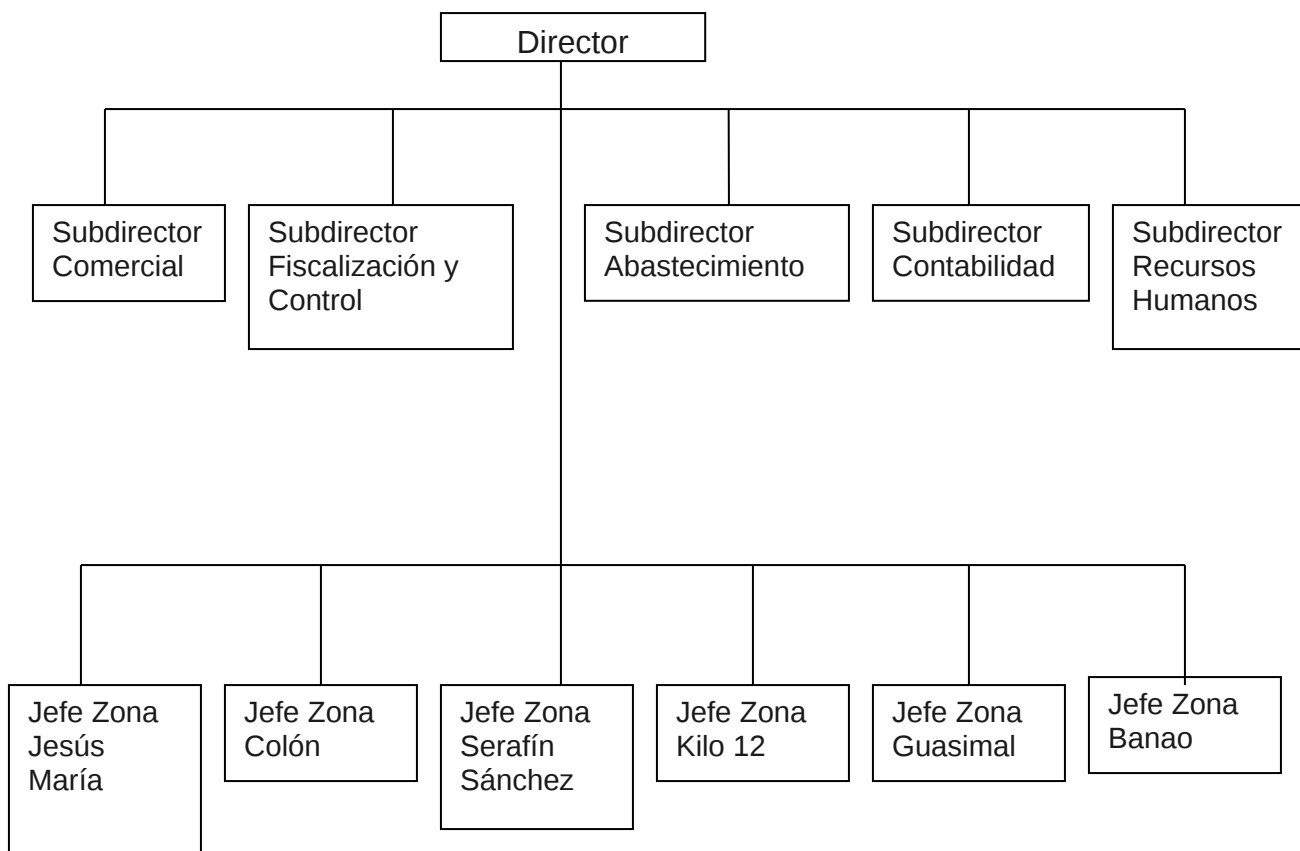 Director
Subdirector
Comercial
Subdirector
Fiscalización y
Control
Subdirector
Abastecimiento
Subdirector
Contabilidad
Subdirector
Recursos
Humanos
Jefe Zona
Jesús
María
Jefe Zona
Colón
Jefe Zona
Serafín
Sánchez
Jefe Zona
Kilo 12
Jefe Zona
Guasimal
Jefe Zona
Banao